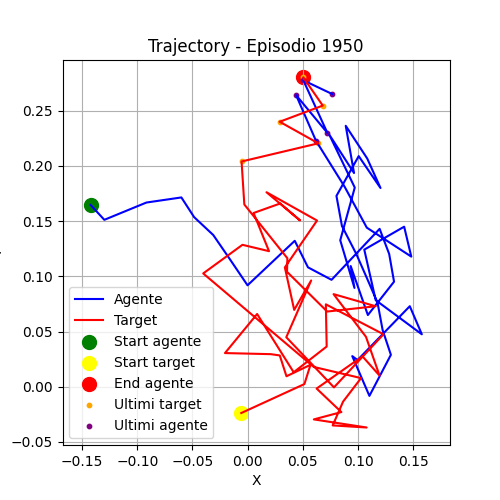 Trajectory - Episodio 1950
0.25
0.20
0.15
0.10
0.05
0.00
−0.05
−0.15
−0.10
−0.05
0.00
0.05
0.10
0.15
X
Agente
Target
Start agente
Start target
End agente
Ultimi target
Ultimi agente